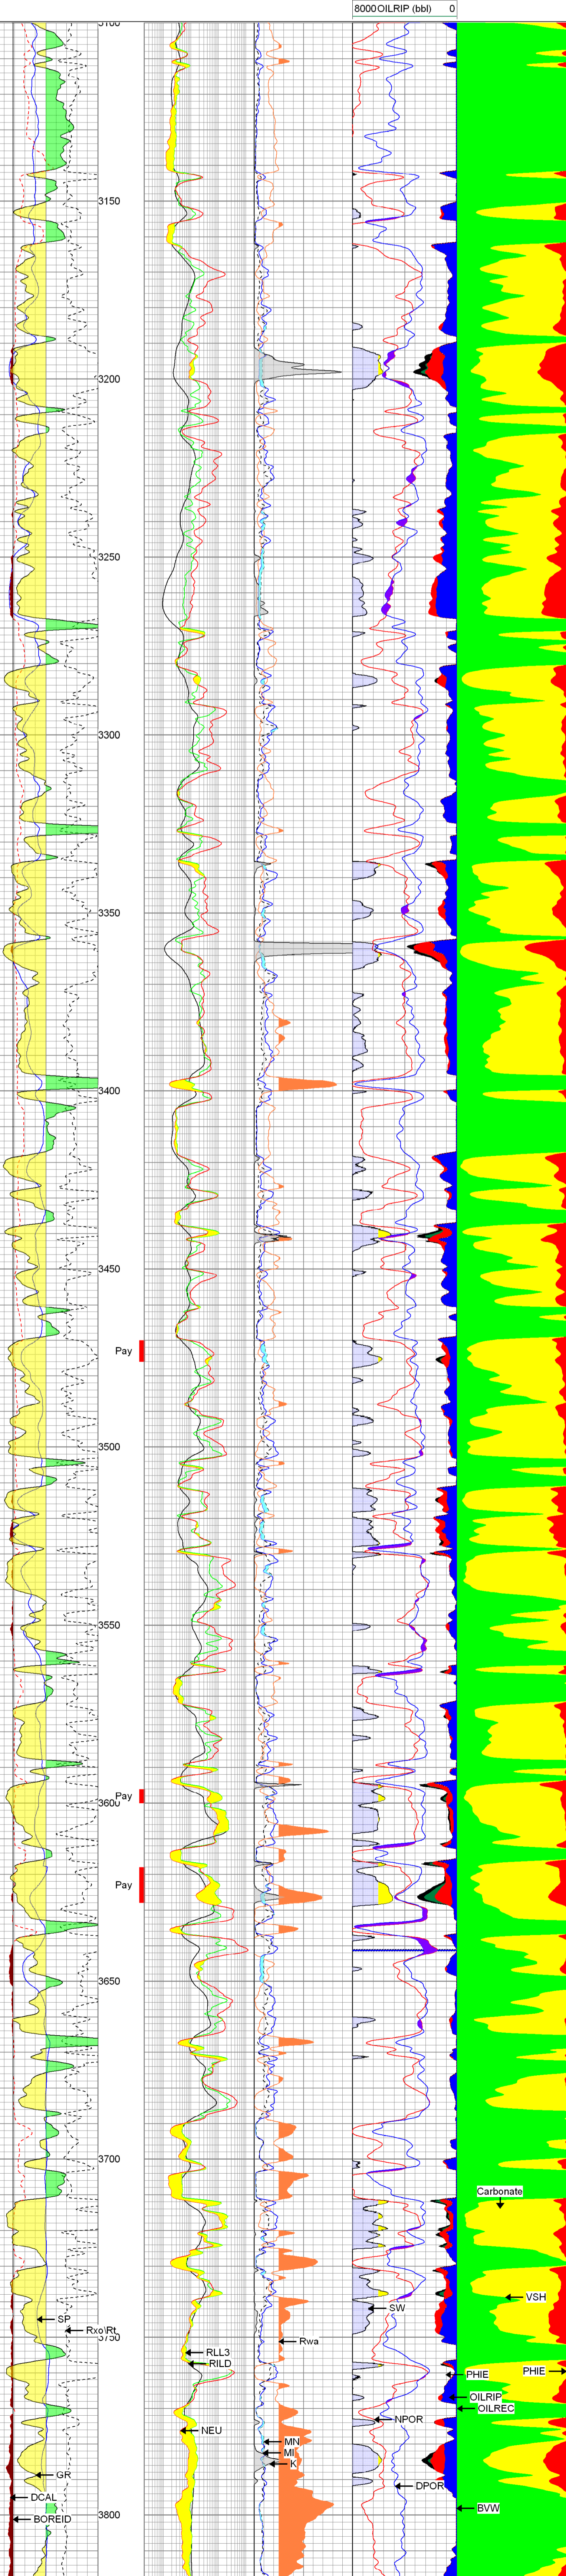 8000 OILRIP (bbl) 0
3100
3150
3200
3250
3300
3350
3400
3450
Pay
3500
3550
Pay
3600
Pay
3650
3700
Carbonate
VSH
SW
SP
Rxo\Rt
3750
Rwa
RLL3
RILD
PHIE
PHIE
OILRIP
OILREC
NPOR
NEU
MN
MI
K
GR
DPOR
DCAL
BVW
3800
BOREID